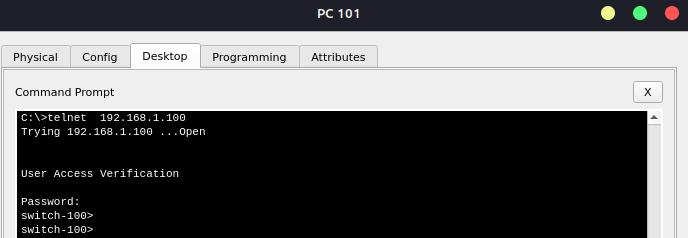 PC 101
Physical Config Desktop Programming Attributes
Command Prompt X
C:\>telnet  192.168.1.100
Trying 192.168.1.100 ...Open
User Access Verification
Password:
switch-100>
switch-100>